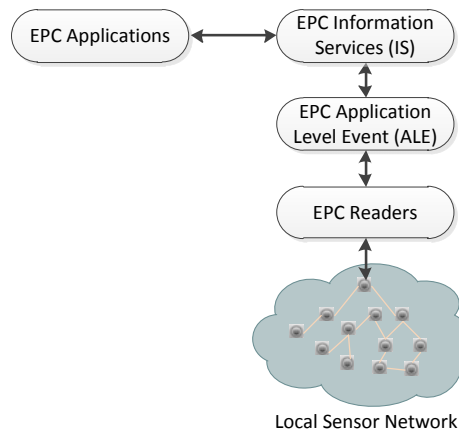 EPC Applications
EPC Information
Services (IS)
EPC Application
Level Event (ALE)
EPC Readers
Local Sensor Network